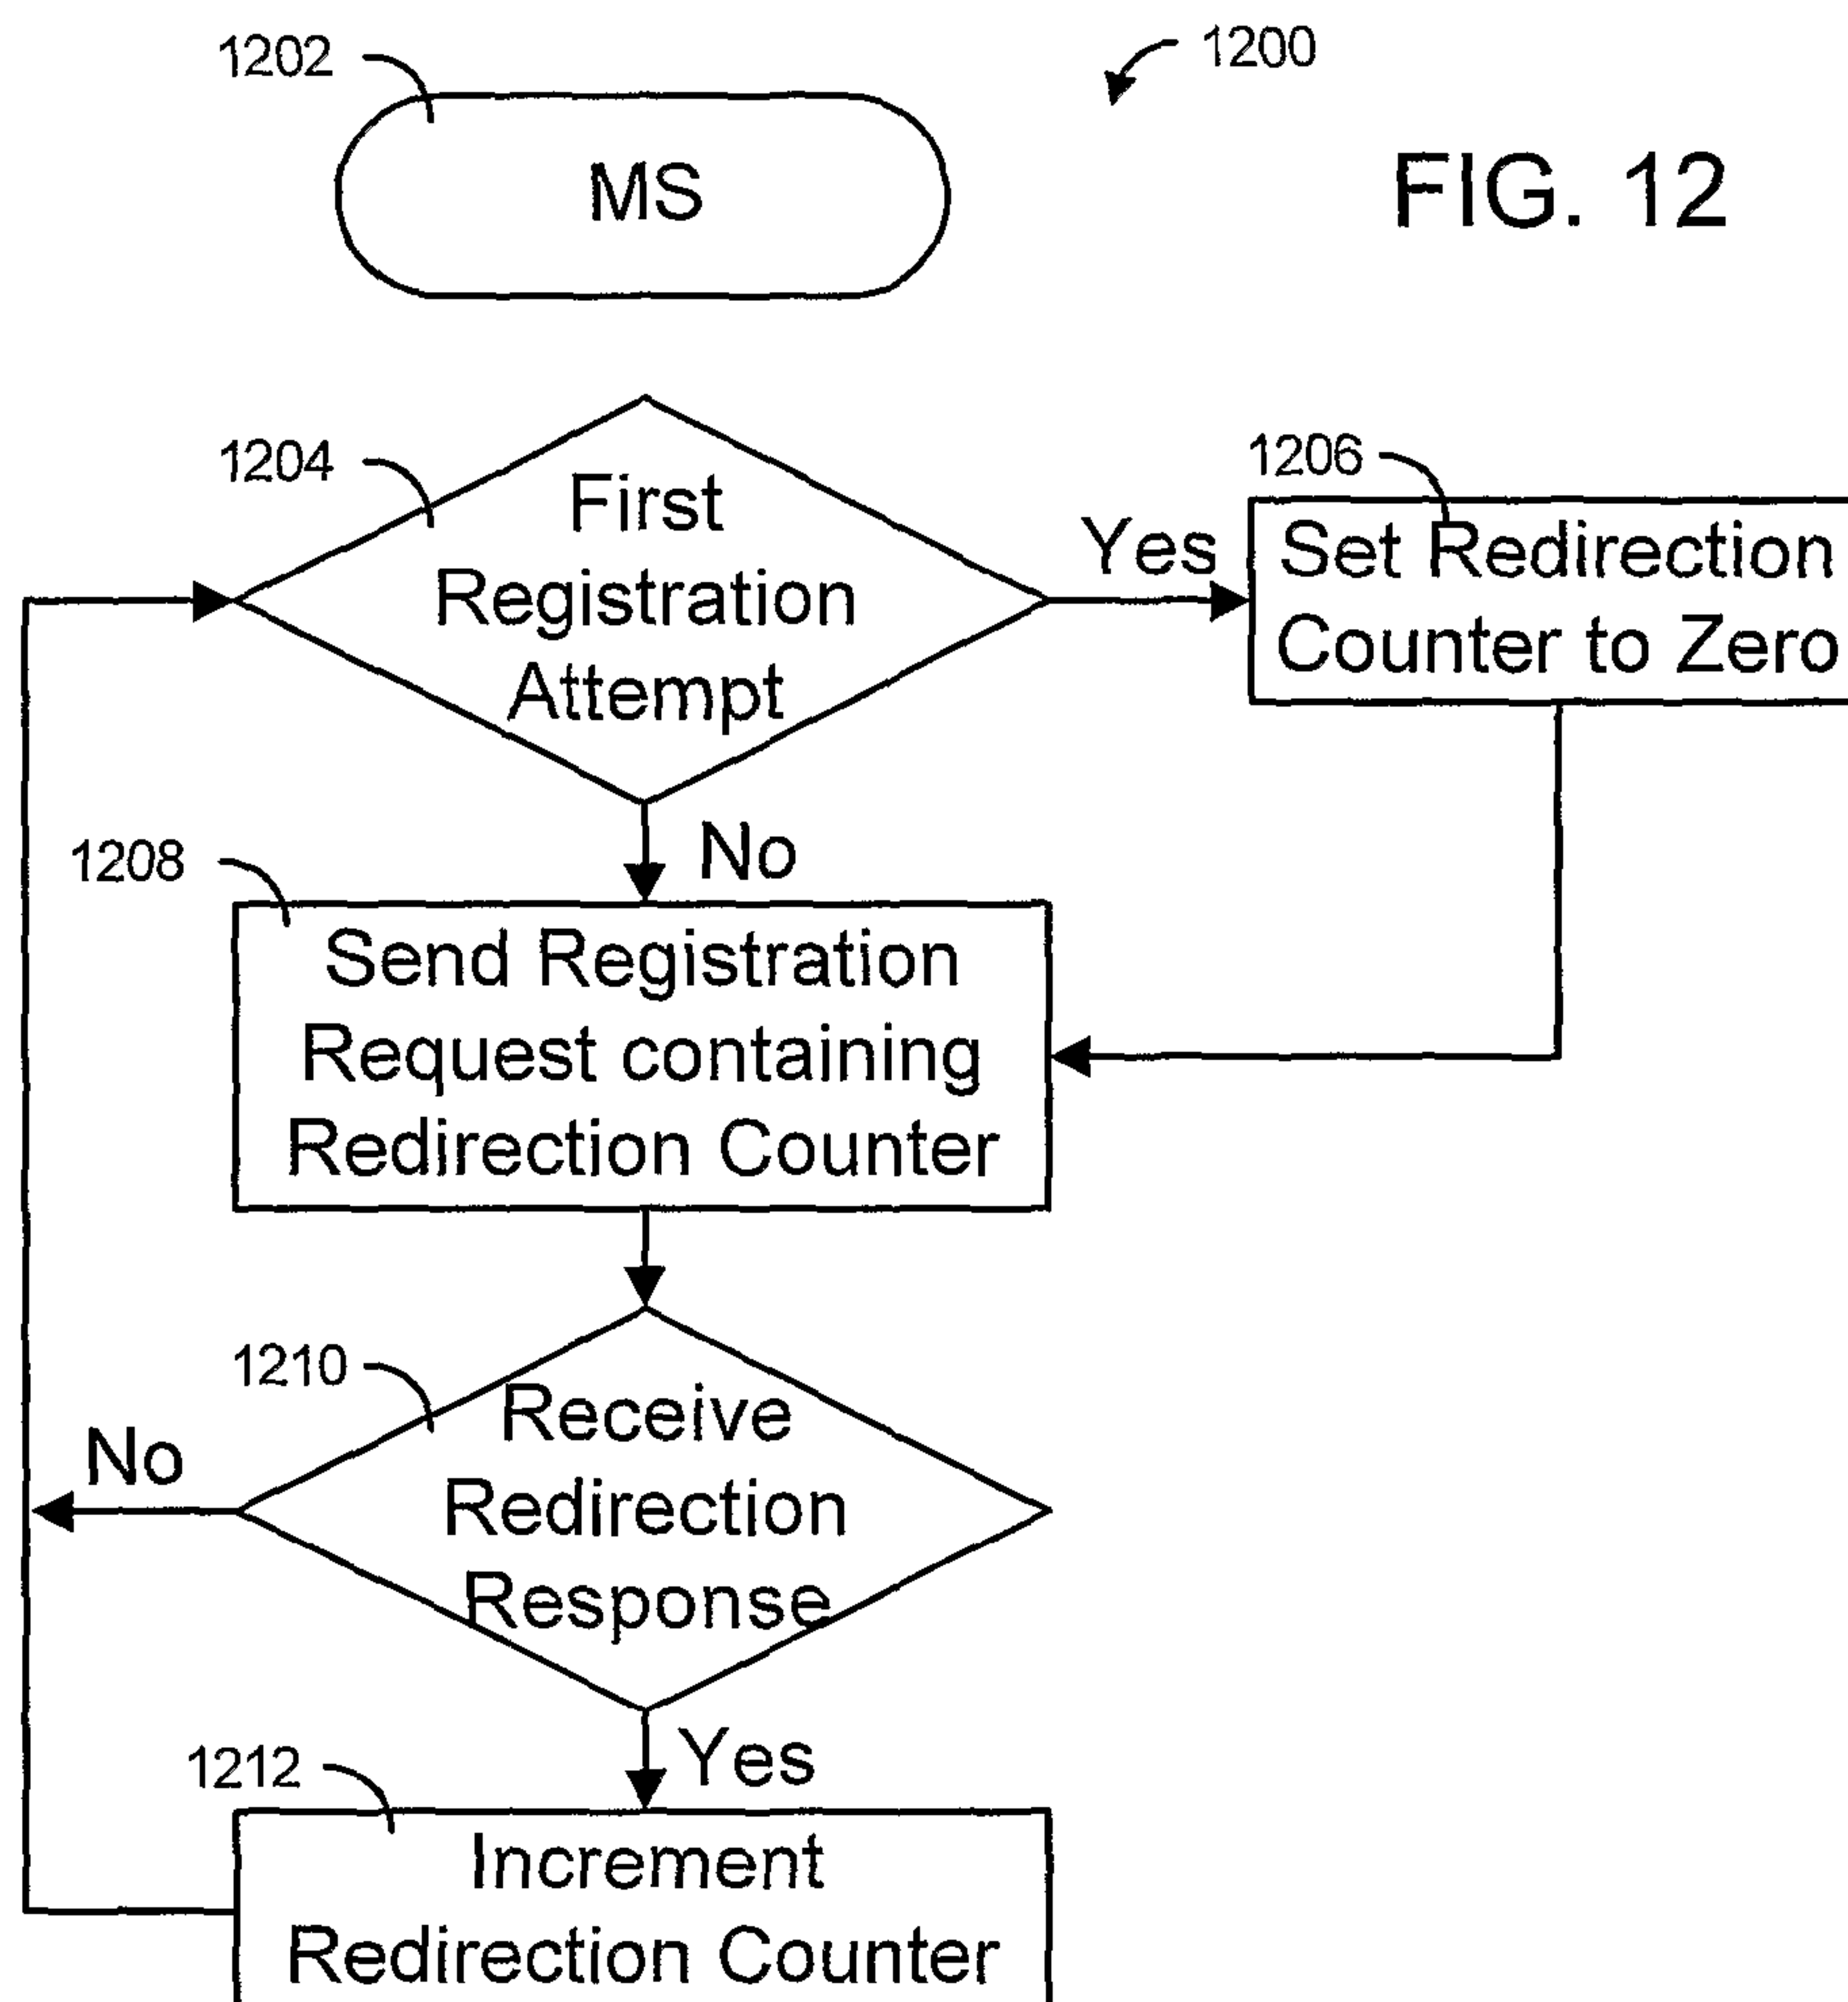 1202
1200
MS
FIG. 12
1204
First
Registration
Attempt
Yes
1206
Set Redirection
Counter to Zero
No
1208
Send Registration
Request containing
Redirection Counter
1210
Receive
Redirection
Response
No
Yes
1212
Increment
Redirection Counter